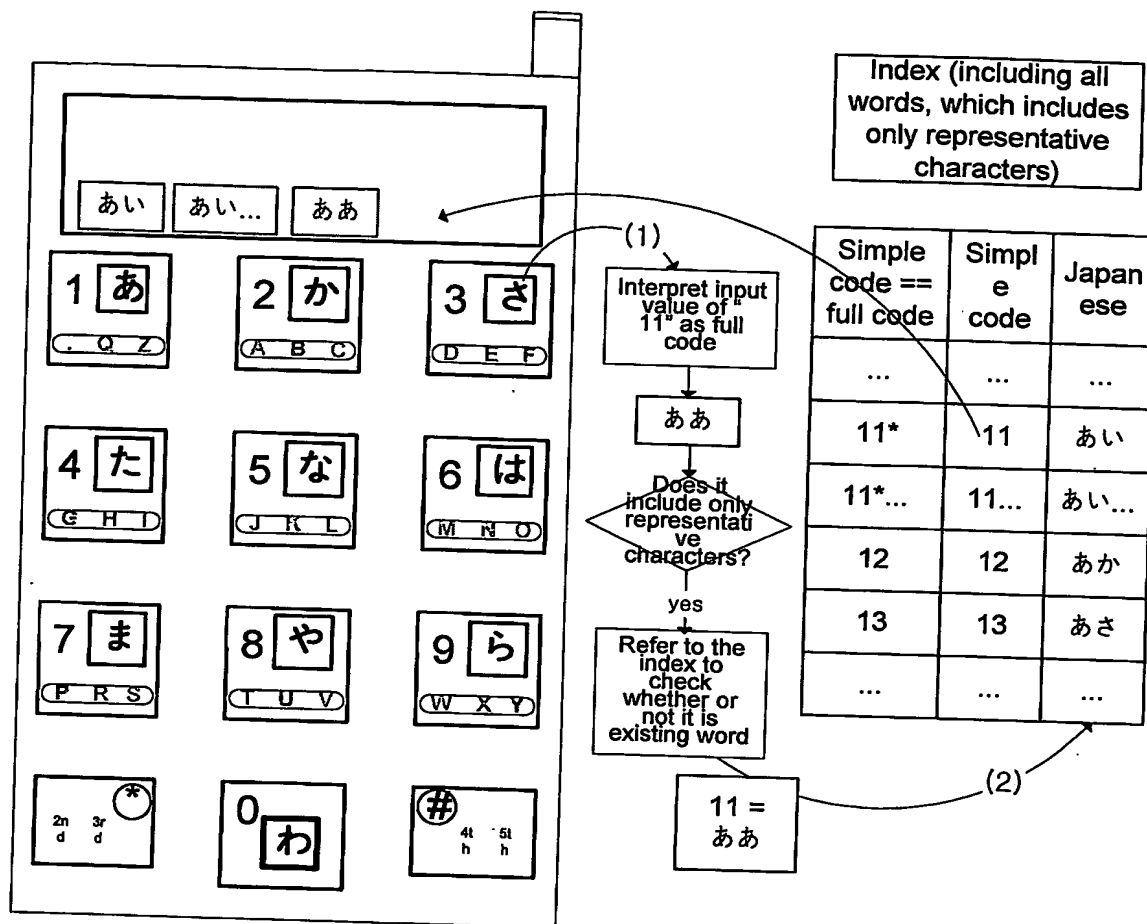 Index (including all
words, which includes
only representative
characters)
あい
あい...
ああ
1 あ
. Q Z
2 か
A B C
3 さ
D E F
4 た
G H I
5 な
J K L
6 は
M N O
7 ま
P R S
8 や
T U V
9 ら
W X Y
*
2n
d
3r
d
0
わ
#
4t
h
5t
h
(1)
Interpret input
value of "
11" as full
code
ああ
Does it
include only
representati
ve
characters?
yes
Refer to the
index to
check
whether or
not it is
existing word
11 =
ああ
(2)
Simple
code ==
full code
Simpl
e
code
Japan
ese
... ... ...
11* 11 あい
11*... 11... あい...
12 12 あか
13 13 あさ
... ... ...